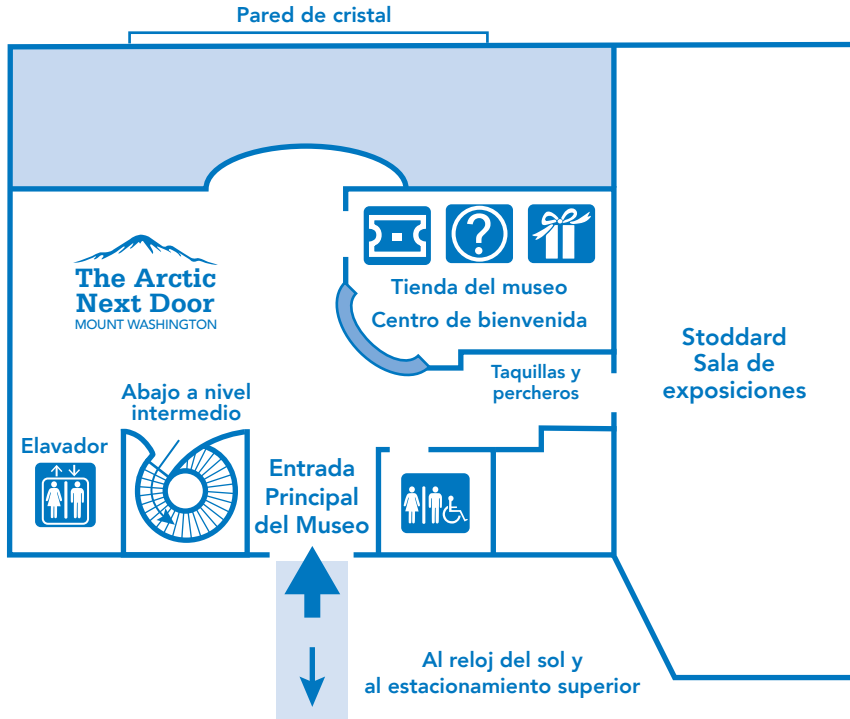 Pared de cristal
The Arctic
Next Door
MOUNT WASHINGTON
?
Tienda del museo
Centro de bienvenida
Stoddard
Sala de
exposiciones
Taquillas y
percheros
Abajo a nivel
intermedio
Elavador
Entrada
Principal
del Museo
Al reloj del sol y
al estacionamiento superior